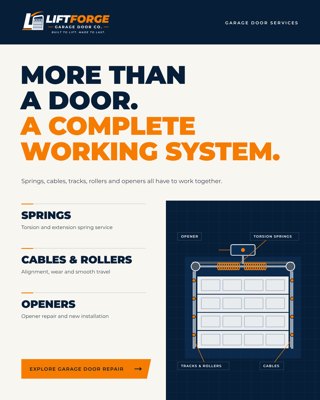 LIFTFORGE
GARAGE DOOR CO.
BUILT TO LIFT. MADE TO LAST.
GARAGE DOOR SERVICES
MORE THAN
A DOOR.
A COMPLETE
WORKING SYSTEM.
Springs, cables, tracks, rollers and openers all have to work together.
SPRINGS
Torsion and extension spring service
CABLES & ROLLERS
Alignment, wear and smooth travel
OPENERS
Opener repair and new installation
EXPLORE GARAGE DOOR REPAIR →
OPENER
TORSION SPRINGS
TRACKS & ROLLERS
CABLES